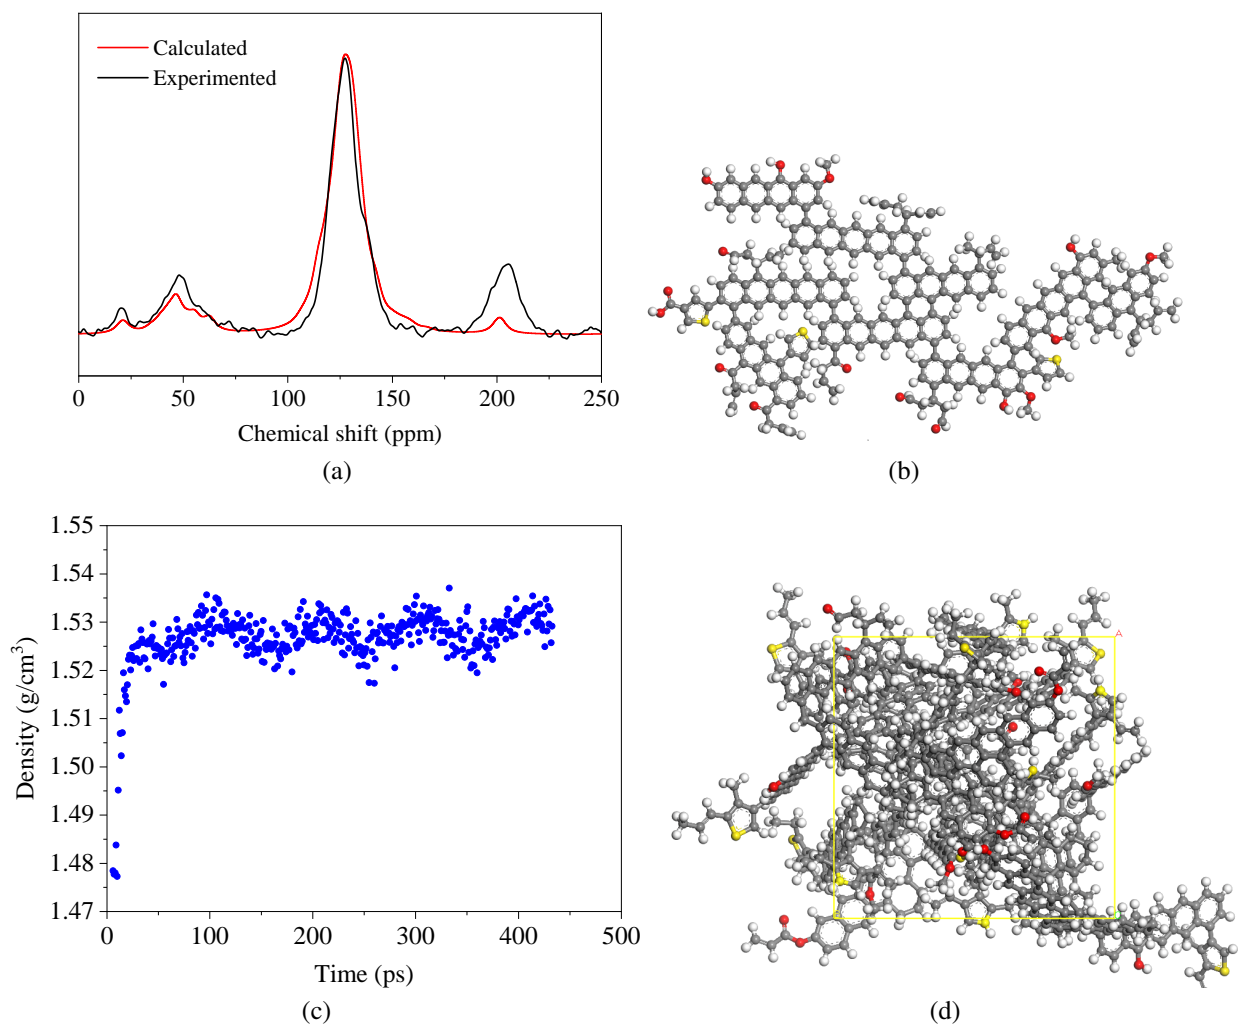 Calculated
Experimented
0 50 100 150 200 250
Chemical shift (ppm)
(a)
(b)
1.55
1.54
1.53
1.52
1.51
1.50
1.49
1.48
1.47
Density (g/cm³)
0 100 200 300 400 500
Time (ps)
(c)
A
(d)